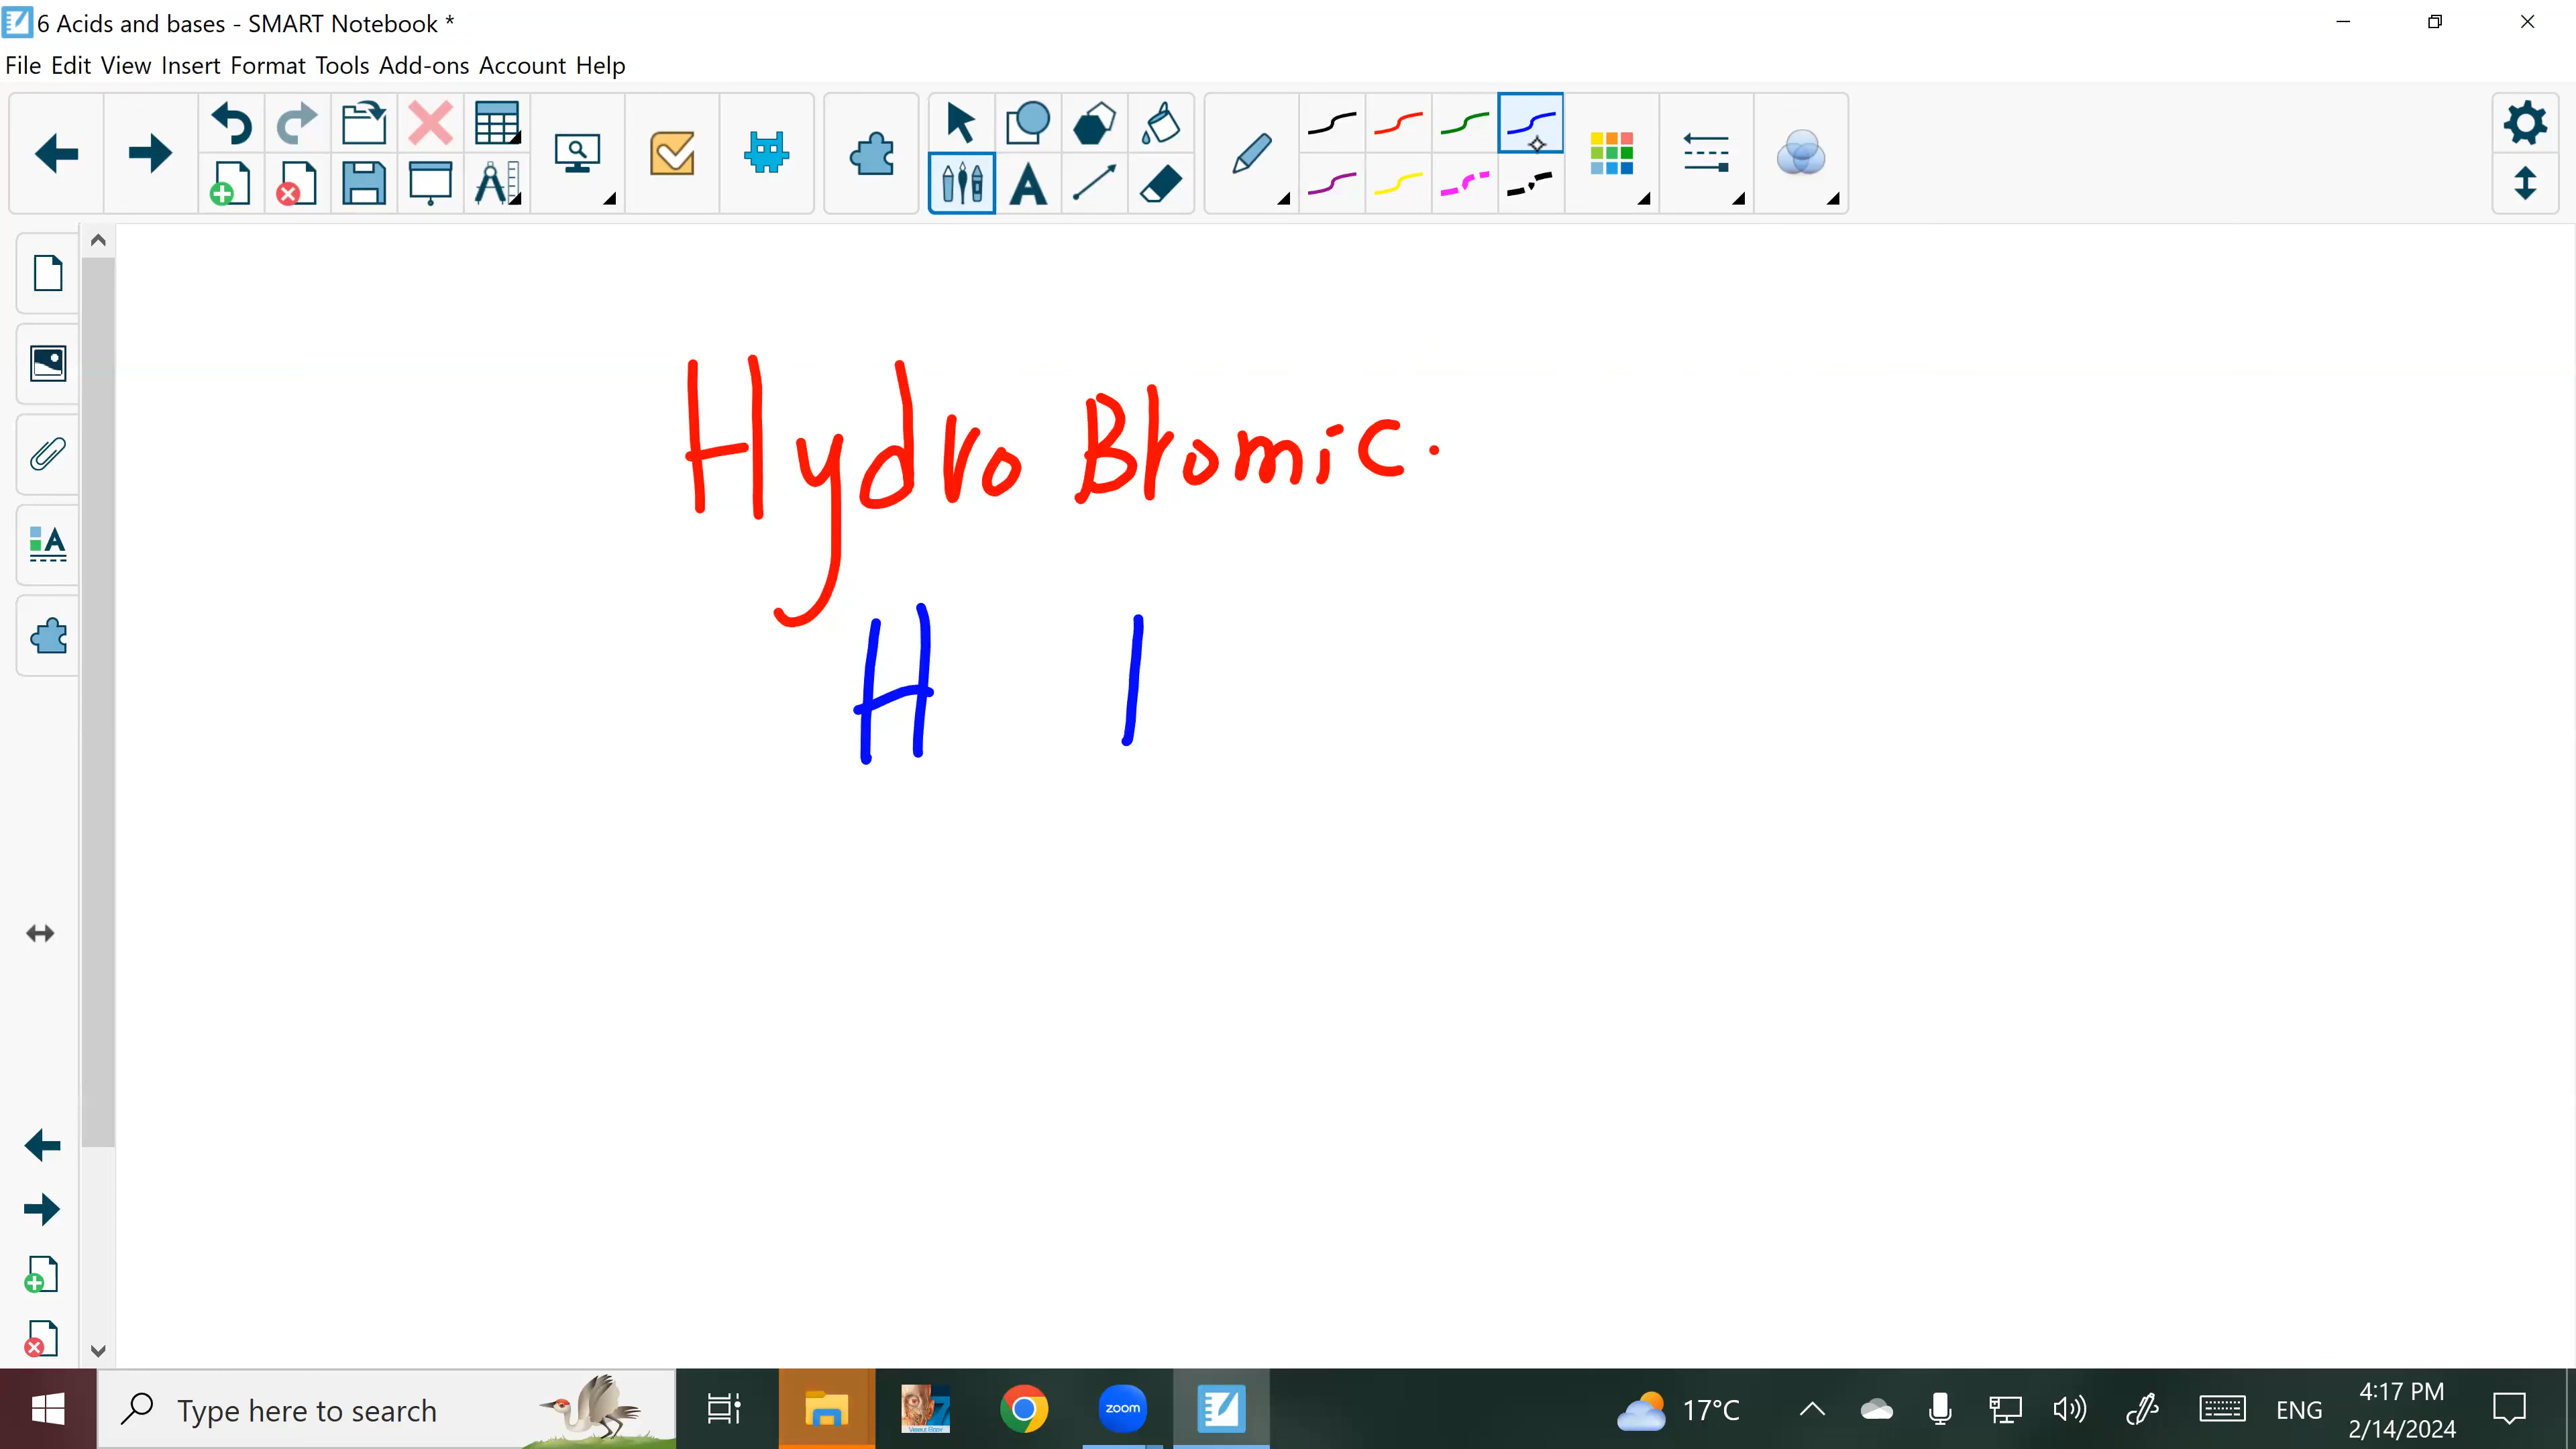 6 Acids and bases - SMART Notebook *
File Edit View Insert Format Tools Add-ons Account Help
Hydro Bromic.
H |
Type here to search
zoom
17°C
ENG
4:17 PM
2/14/2024